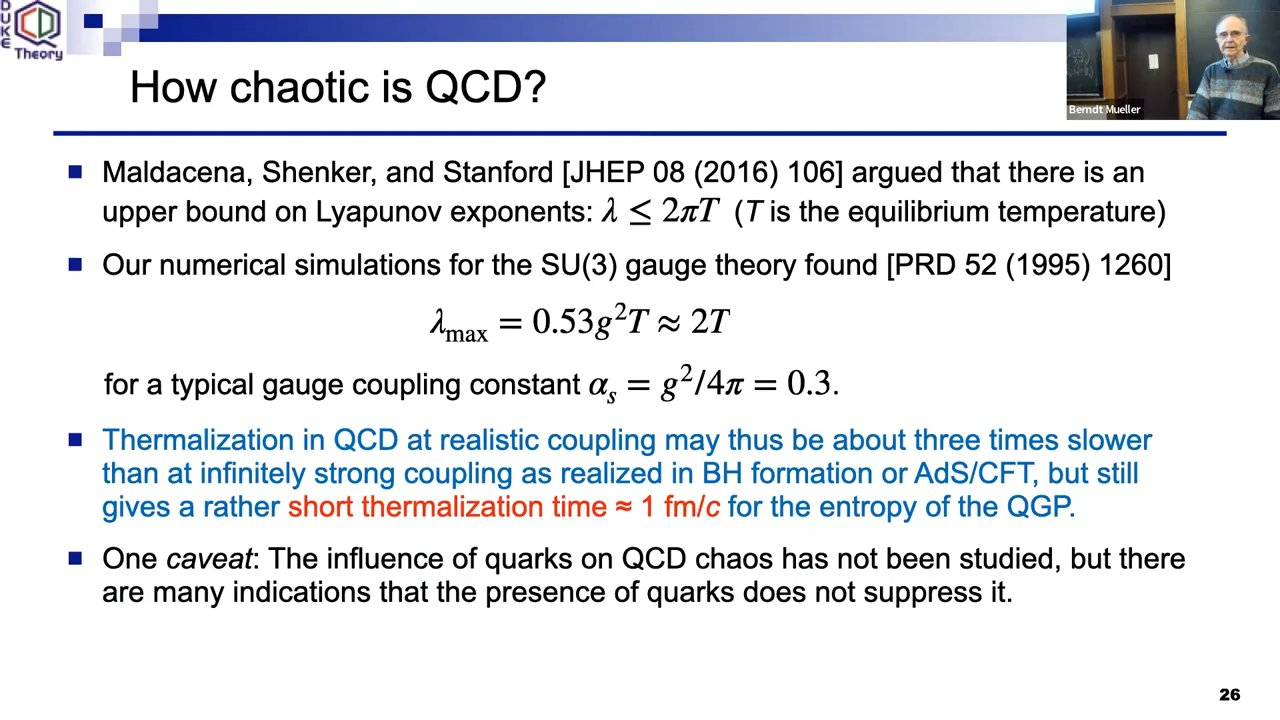 DUKE
QCD
Theory
Berndt Mueller
How chaotic is QCD?
■ Maldacena, Shenker, and Stanford [JHEP 08 (2016) 106] argued that there is an
upper bound on Lyapunov exponents: λ ≤ 2πT (T is the equilibrium temperature)
■ Our numerical simulations for the SU(3) gauge theory found [PRD 52 (1995) 1260]
λmax = 0.53g²T ≈ 2T
for a typical gauge coupling constant αₛ = g²/4π = 0.3.
■ Thermalization in QCD at realistic coupling may thus be about three times slower
than at infinitely strong coupling as realized in BH formation or AdS/CFT, but still
gives a rather short thermalization time ≈ 1 fm/c for the entropy of the QGP.
■ One caveat: The influence of quarks on QCD chaos has not been studied, but there
are many indications that the presence of quarks does not suppress it.
26